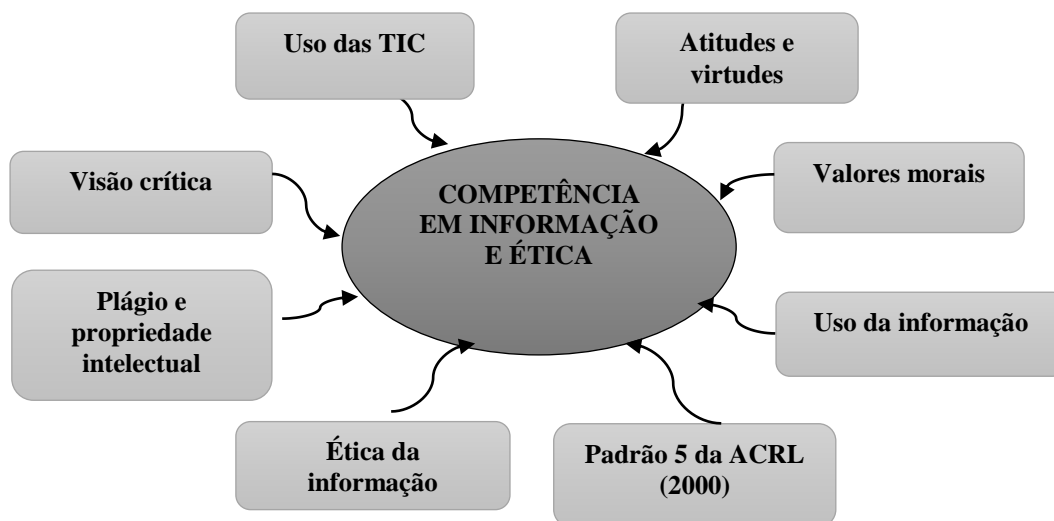 Uso das TIC
Atitudes e
virtudes
Visão crítica
COMPETÊNCIA
EM INFORMAÇÃO
E ÉTICA
Valores morais
Plágio e
propriedade
intelectual
Uso da informação
Ética da
informação
Padrão 5 da ACRL
(2000)